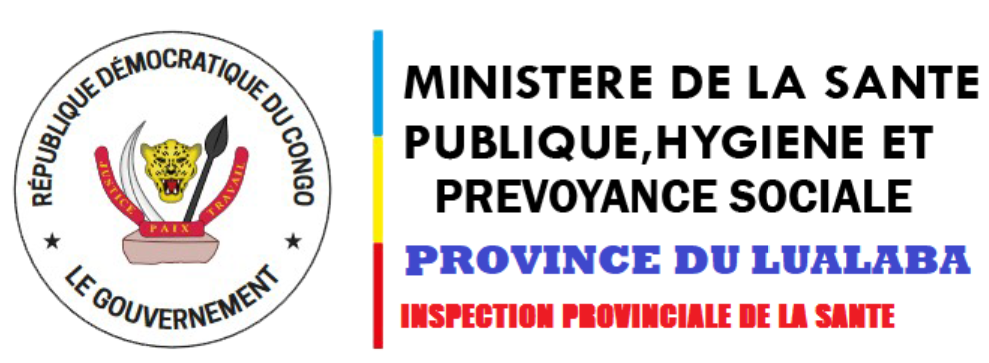 RÉPUBLIQUE DÉMOCRATIQUE DU CONGO
JUSTICE
PAIX
TRAVAIL
LE GOUVERNEMENT
MINISTERE DE LA SANTE
PUBLIQUE,HYGIENE ET
PREVOYANCE SOCIALE
PROVINCE DU LUALABA
INSPECTION PROVINCIALE DE LA SANTE